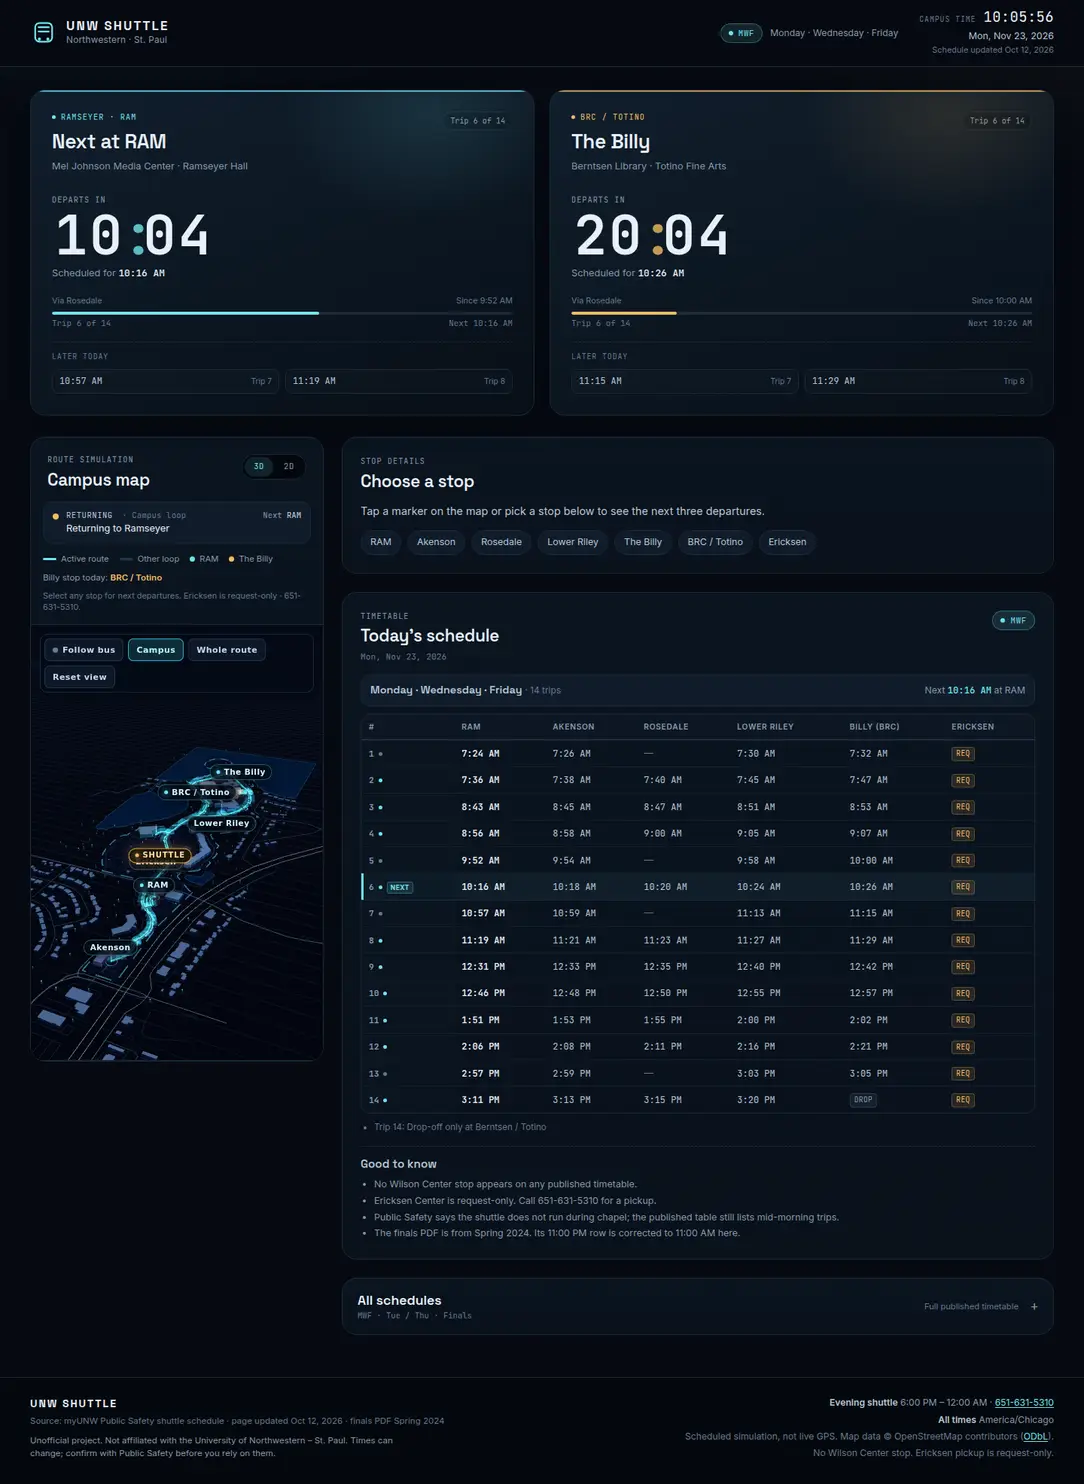 UNW SHUTTLE
Northwestern · St. Paul
MWF Monday · Wednesday · Friday
CAMPUS TIME 10:05:56
Mon, Nov 23, 2026
Schedule updated Oct 12, 2026
RAMSEYER · RAM
Trip 6 of 14
Next at RAM
Mel Johnson Media Center · Ramseyer Hall
DEPARTS IN
10:04
Scheduled for 10:16 AM
Via Rosedale Since 9:52 AM
Trip 6 of 14 Next 10:16 AM
LATER TODAY
10:57 AM Trip 7 11:19 AM Trip 8
BRC / TOTINO
Trip 6 of 14
The Billy
Berntsen Library · Totino Fine Arts
DEPARTS IN
20:04
Scheduled for 10:26 AM
Via Rosedale Since 10:00 AM
Trip 6 of 14 Next 10:26 AM
LATER TODAY
11:15 AM Trip 7 11:29 AM Trip 8
ROUTE SIMULATION
Campus map
3D 2D
RETURNING · Campus loop Next RAM
Returning to Ramseyer
Active route Other loop RAM The Billy
Billy stop today: BRC / Totino
Select any stop for next departures. Ericksen is request-only · 651-
631-5310.
Follow bus Campus Whole route
Reset view
The Billy
BRC / Totino
Lower Riley
SHUTTLE
RAM
Akenson
STOP DETAILS
Choose a stop
Tap a marker on the map or pick a stop below to see the next three departures.
RAM Akenson Rosedale Lower Riley The Billy BRC / Totino Ericksen
TIMETABLE
Today's schedule
MWF
Mon, Nov 23, 2026
Monday · Wednesday · Friday · 14 trips Next 10:16 AM at RAM
# RAM AKENSON ROSEDALE LOWER RILEY BILLY (BRC) ERICKSEN
1 7:24 AM 7:26 AM — 7:30 AM 7:32 AM REQ
2 7:36 AM 7:38 AM 7:40 AM 7:45 AM 7:47 AM REQ
3 8:43 AM 8:45 AM 8:47 AM 8:51 AM 8:53 AM REQ
4 8:56 AM 8:58 AM 9:00 AM 9:05 AM 9:07 AM REQ
5 9:52 AM 9:54 AM — 9:58 AM 10:00 AM REQ
6 NEXT 10:16 AM 10:18 AM 10:20 AM 10:24 AM 10:26 AM REQ
7 10:57 AM 10:59 AM — 11:13 AM 11:15 AM REQ
8 11:19 AM 11:21 AM 11:23 AM 11:27 AM 11:29 AM REQ
9 12:31 PM 12:33 PM 12:35 PM 12:40 PM 12:42 PM REQ
10 12:46 PM 12:48 PM 12:50 PM 12:55 PM 12:57 PM REQ
11 1:51 PM 1:53 PM 1:55 PM 2:00 PM 2:02 PM REQ
12 2:06 PM 2:08 PM 2:11 PM 2:16 PM 2:21 PM REQ
13 2:57 PM 2:59 PM — 3:03 PM 3:05 PM REQ
14 3:11 PM 3:13 PM 3:15 PM 3:20 PM DROP REQ
• Trip 14: Drop-off only at Berntsen / Totino
Good to know
• No Wilson Center stop appears on any published timetable.
• Ericksen Center is request-only. Call 651-631-5310 for a pickup.
• Public Safety says the shuttle does not run during chapel; the published table still lists mid-morning trips.
• The finals PDF is from Spring 2024. Its 11:00 PM row is corrected to 11:00 AM here.
All schedules
MWF · Tue / Thu · Finals
Full published timetable +
UNW SHUTTLE
Source: myUNW Public Safety shuttle schedule · page updated Oct 12, 2026 · finals PDF Spring 2024
Unofficial project. Not affiliated with the University of Northwestern – St. Paul. Times can
change; confirm with Public Safety before you rely on them.
Evening shuttle 6:00 PM – 12:00 AM · 651-631-5310
All times America/Chicago
Scheduled simulation, not live GPS. Map data © OpenStreetMap contributors (ODbL).
No Wilson Center stop. Ericksen pickup is request-only.